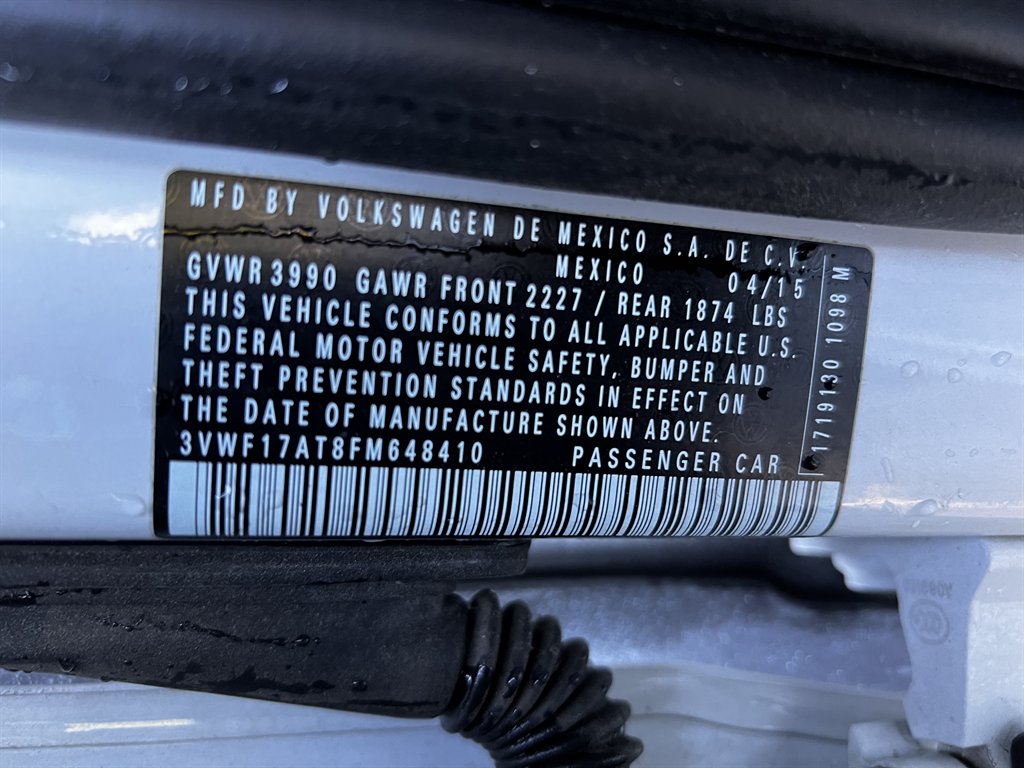 MFD BY VOLKSWAGEN DE MEXICO S.A. DE C.V.
MEXICO 04/15
GVWR 3990 GAWR FRONT 2227 / REAR 1874 LBS
THIS VEHICLE CONFORMS TO ALL APPLICABLE U.S.
FEDERAL MOTOR VEHICLE SAFETY, BUMPER AND
THEFT PREVENTION STANDARDS IN EFFECT ON
THE DATE OF MANUFACTURE SHOWN ABOVE.
3VWF17AT8FM648410 PASSENGER CAR
1719130 1098 M